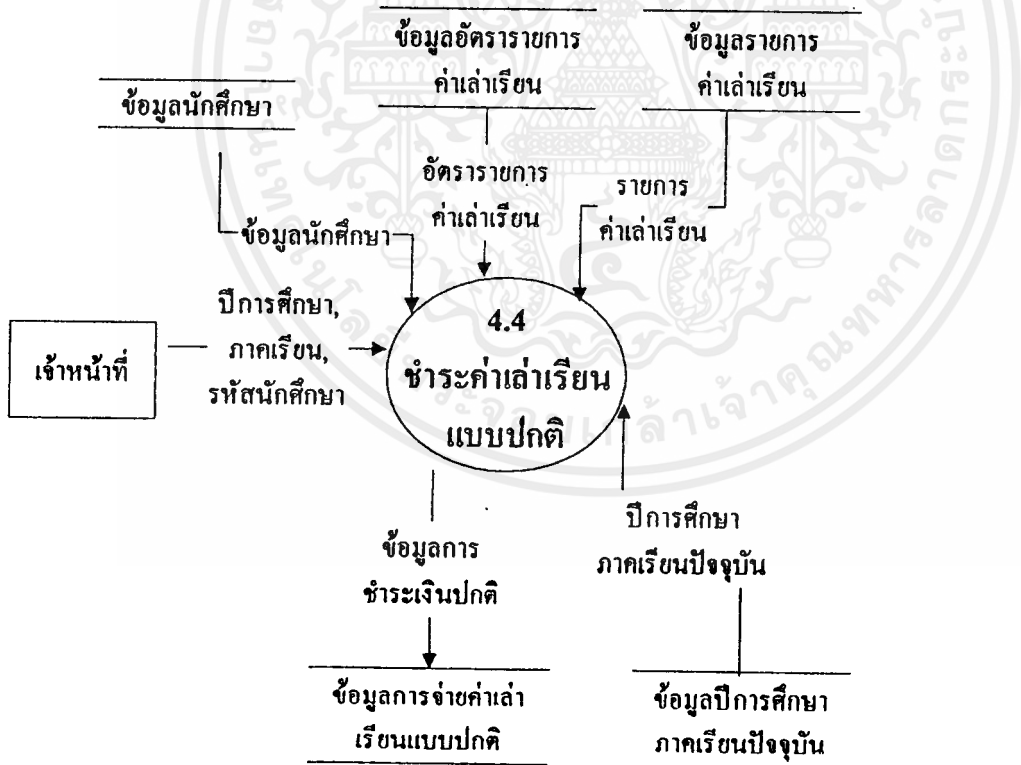 ข้อมูลอัตรารายการ
ค่าเล่าเรียน
ข้อมูลรายการ
ค่าเล่าเรียน
ข้อมูลนักศึกษา
อัตรารายการ
ค่าเล่าเรียน
รายการ
ค่าเล่าเรียน
ข้อมูลนักศึกษา
ปีการศึกษา,
ภาคเรียน,
รหัสนักศึกษา
เจ้าหน้าที่
4.4
ชำระค่าเล่าเรียน
แบบปกติ
ปีการศึกษา
ภาคเรียนปัจจุบัน
ข้อมูลการ
ชำระเงินปกติ
ข้อมูลการจ่ายค่าเล่า
เรียนแบบปกติ
ข้อมูลปีการศึกษา
ภาคเรียนปัจจุบัน